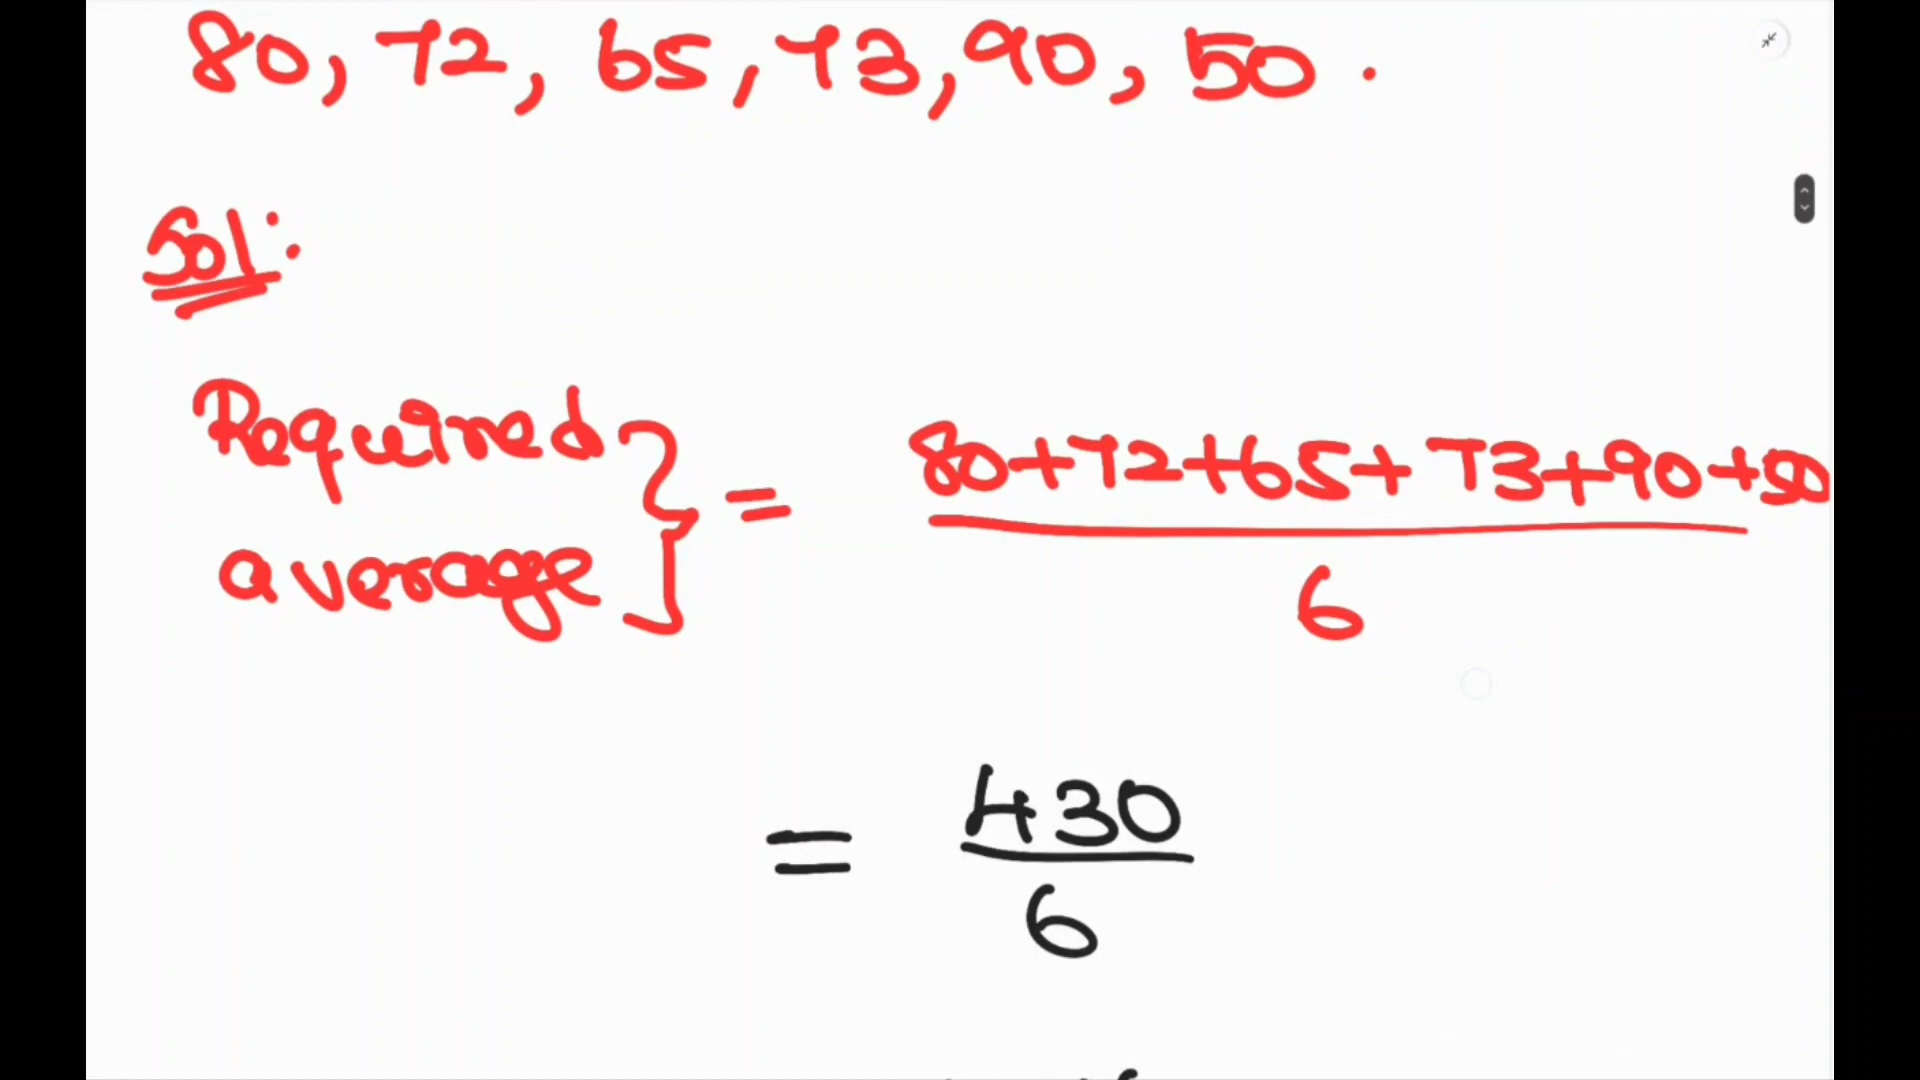 80, 72, 65, 73, 90, 50.
Sol:
Required average } = 80+72+65+73+90+50
6
= 430
6